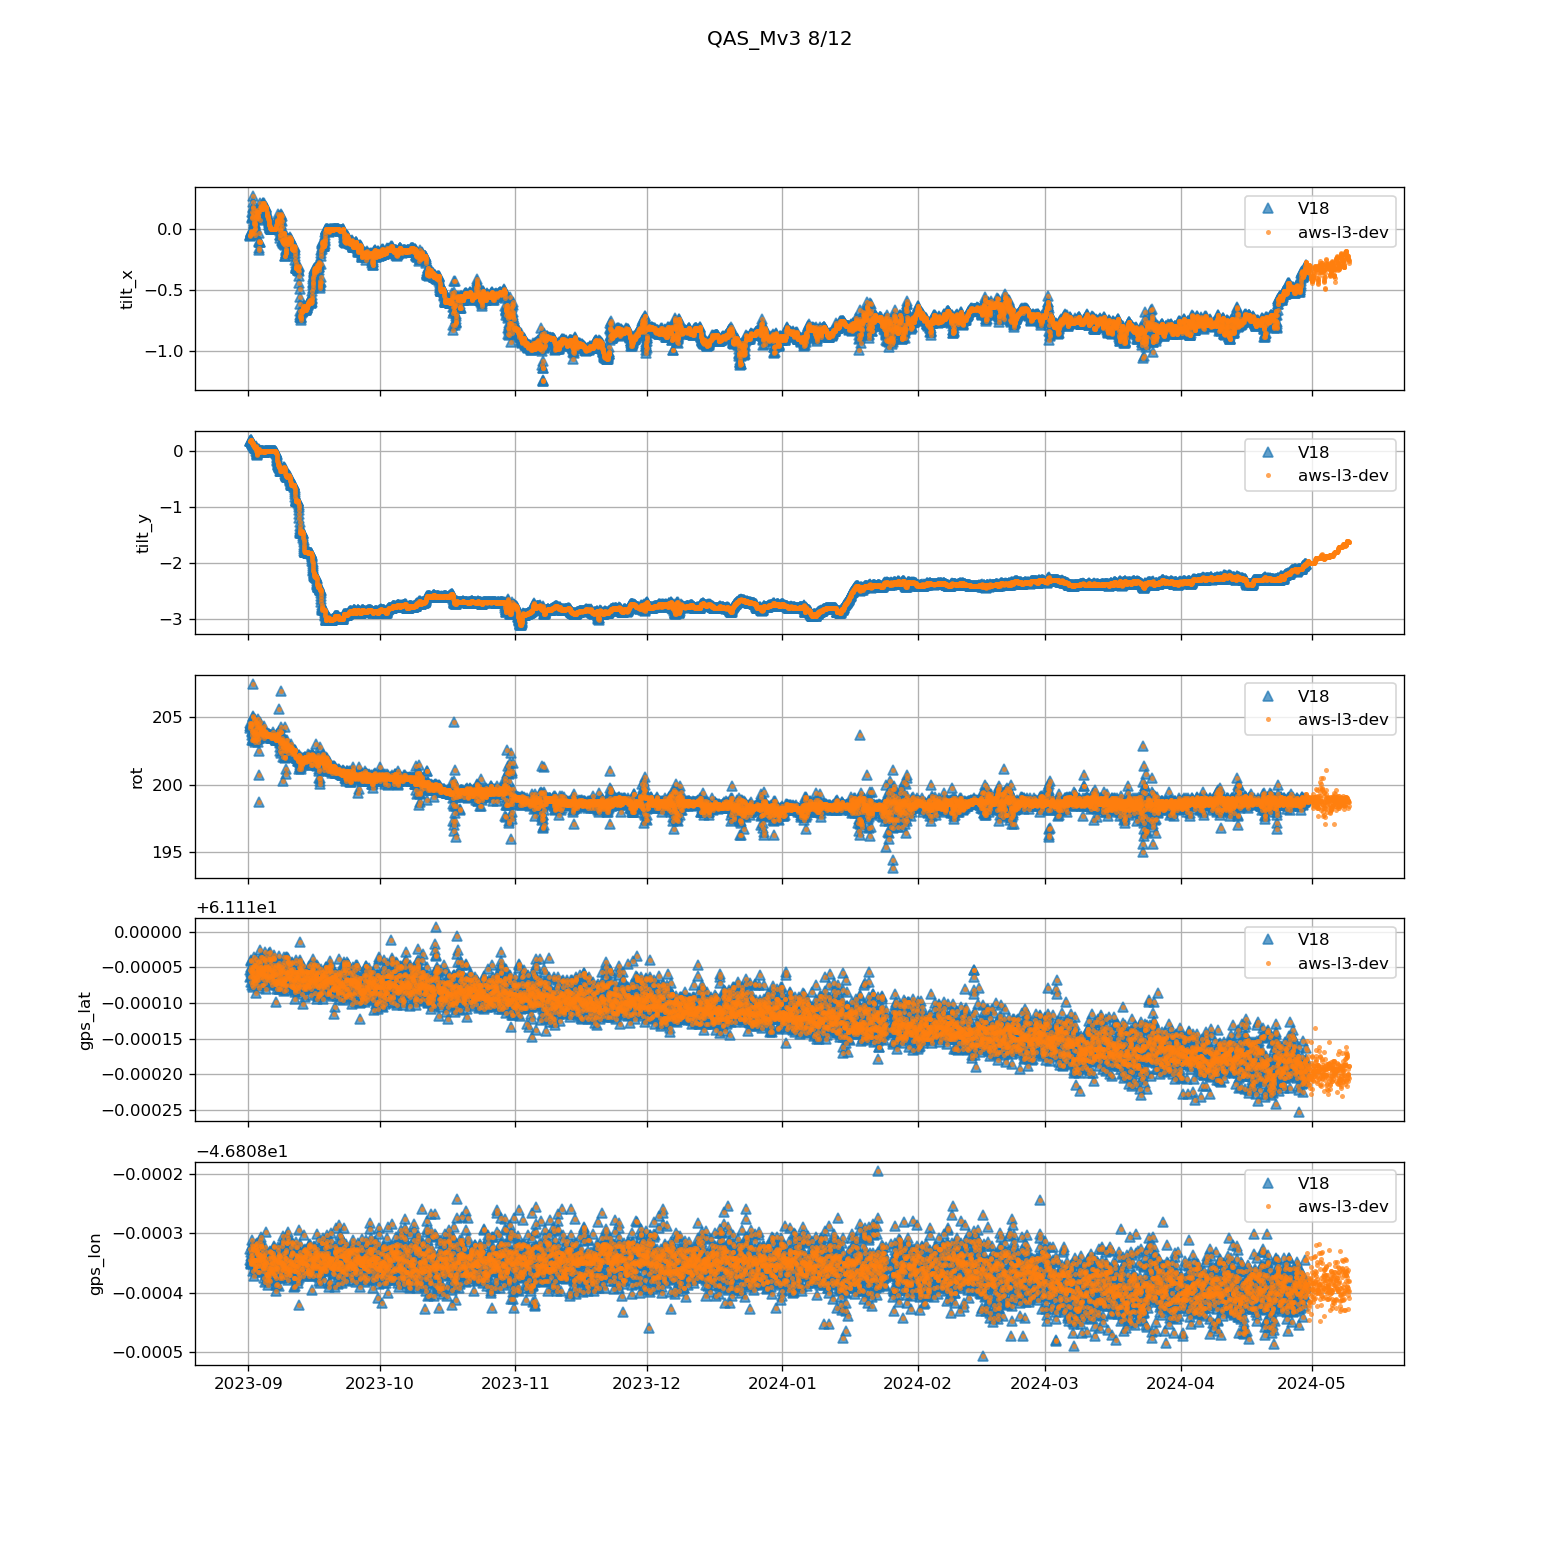 QAS_Mv3 8/12
tilt_x
0.0
−0.5
−1.0
V18
aws-l3-dev
tilt_y
0
−1
−2
−3
V18
aws-l3-dev
rot
205
200
195
V18
aws-l3-dev
+6.111e1
gps_lat
0.00000
−0.00005
−0.00010
−0.00015
−0.00020
−0.00025
V18
aws-l3-dev
−4.6808e1
gps_lon
−0.0002
−0.0003
−0.0004
−0.0005
V18
aws-l3-dev
2023-09
2023-10
2023-11
2023-12
2024-01
2024-02
2024-03
2024-04
2024-05